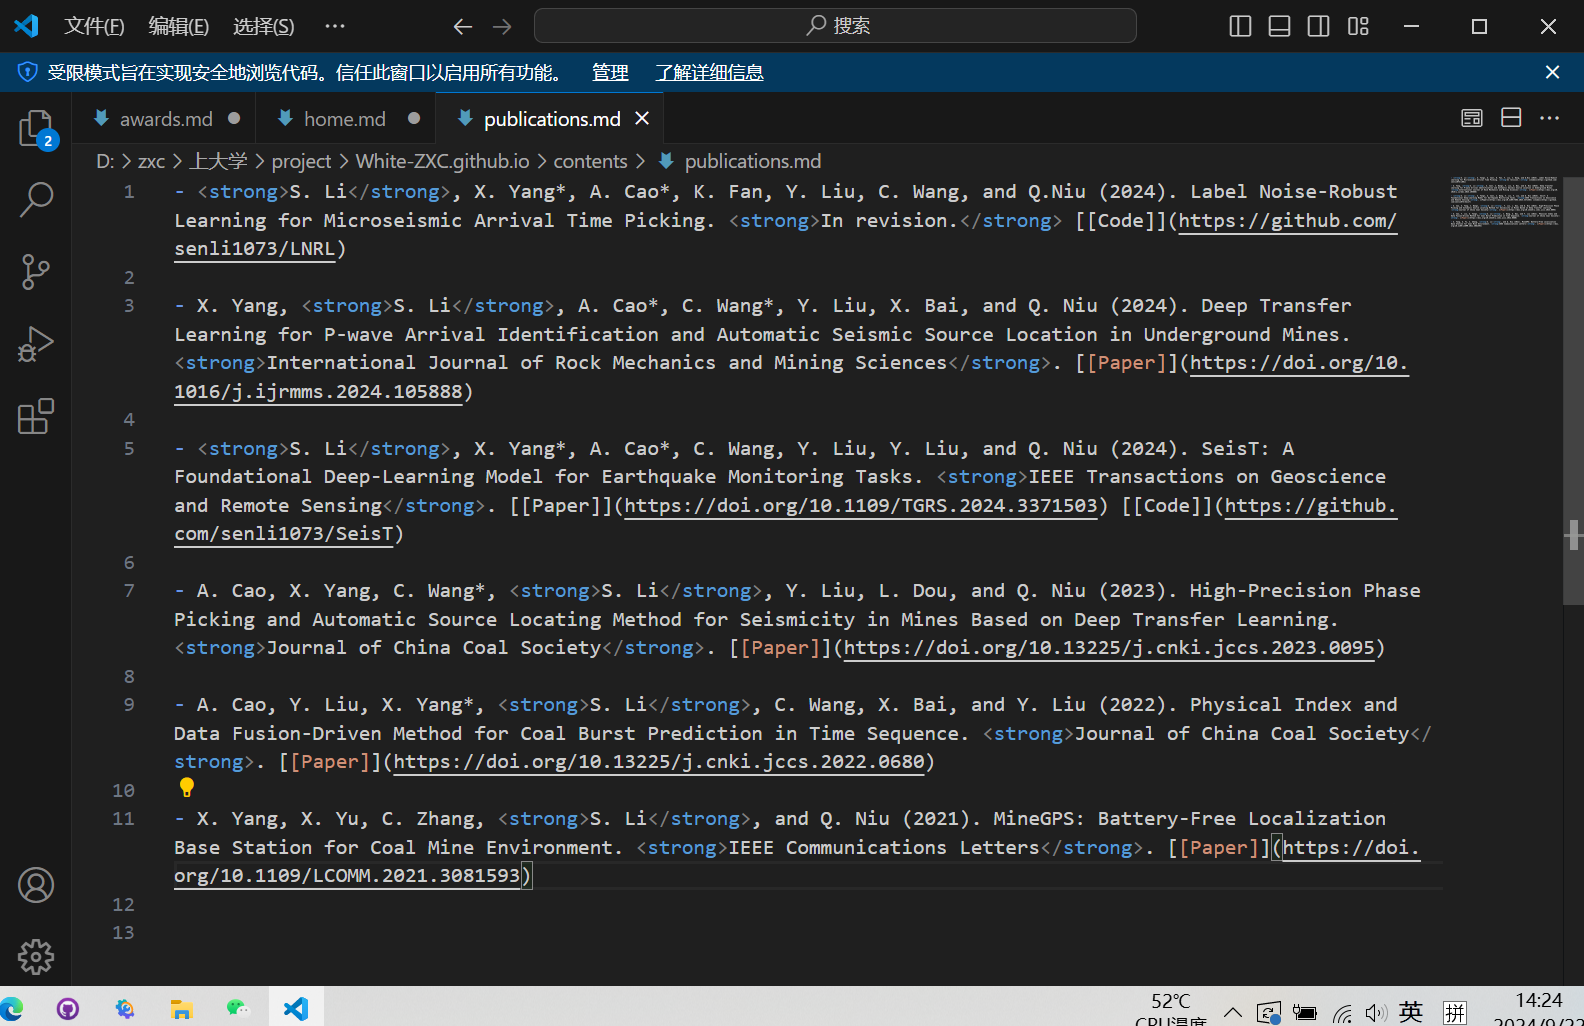 文件(F) 编辑(E) 选择(S) ··· 搜索
受限模式旨在实现安全地浏览代码。信任此窗口以启用所有功能。 管理 了解详细信息
2
awards.md home.md publications.md
D: > zxc > 上大学 > project > White-ZXC.github.io > contents > publications.md
1 - <strong>S. Li</strong>, X. Yang*, A. Cao*, K. Fan, Y. Liu, C. Wang, and Q.Niu (2024). Label Noise-Robust
Learning for Microseismic Arrival Time Picking. <strong>In revision.</strong> [[Code]](https://github.com/
senli1073/LNRL)
2
3 - X. Yang, <strong>S. Li</strong>, A. Cao*, C. Wang*, Y. Liu, X. Bai, and Q. Niu (2024). Deep Transfer
Learning for P-wave Arrival Identification and Automatic Seismic Source Location in Underground Mines.
<strong>International Journal of Rock Mechanics and Mining Sciences</strong>. [[Paper]](https://doi.org/10.
1016/j.ijrmms.2024.105888)
4
5 - <strong>S. Li</strong>, X. Yang*, A. Cao*, C. Wang, Y. Liu, Y. Liu, and Q. Niu (2024). SeisT: A
Foundational Deep-Learning Model for Earthquake Monitoring Tasks. <strong>IEEE Transactions on Geoscience
and Remote Sensing</strong>. [[Paper]](https://doi.org/10.1109/TGRS.2024.3371503) [[Code]](https://github.
com/senli1073/SeisT)
6
7 - A. Cao, X. Yang, C. Wang*, <strong>S. Li</strong>, Y. Liu, L. Dou, and Q. Niu (2023). High-Precision Phase
Picking and Automatic Source Locating Method for Seismicity in Mines Based on Deep Transfer Learning.
<strong>Journal of China Coal Society</strong>. [[Paper]](https://doi.org/10.13225/j.cnki.jccs.2023.0095)
8
9 - A. Cao, Y. Liu, X. Yang*, <strong>S. Li</strong>, C. Wang, X. Bai, and Y. Liu (2022). Physical Index and
Data Fusion-Driven Method for Coal Burst Prediction in Time Sequence. <strong>Journal of China Coal Society</
strong>. [[Paper]](https://doi.org/10.13225/j.cnki.jccs.2022.0680)
10
11 - X. Yang, X. Yu, C. Zhang, <strong>S. Li</strong>, and Q. Niu (2021). MineGPS: Battery-Free Localization
Base Station for Coal Mine Environment. <strong>IEEE Communications Letters</strong>. [[Paper]](https://doi.
org/10.1109/LCOMM.2021.3081593)
12
13
52℃ 英 拼 14:24
CPU温度